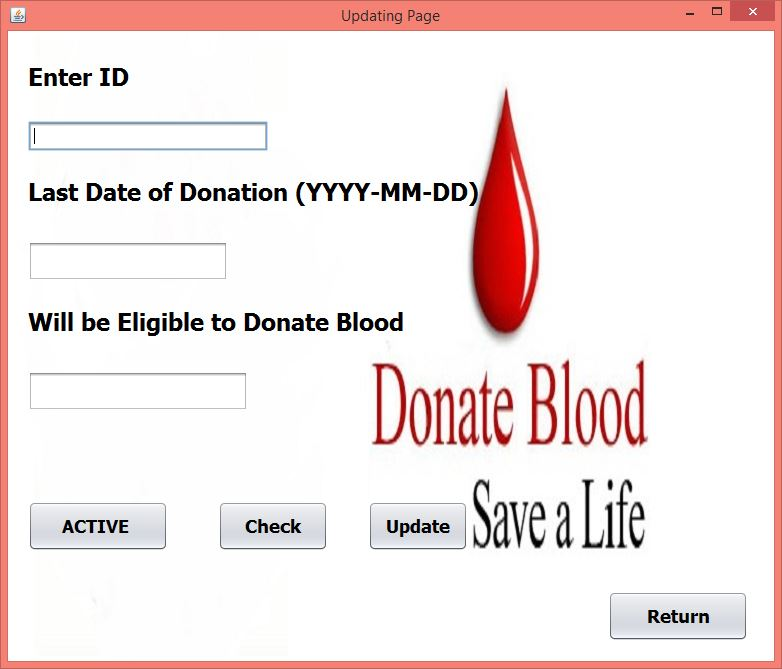 Updating Page
Enter ID
Last Date of Donation (YYYY-MM-DD)
Will be Eligible to Donate Blood
Donate Blood
Save a Life
ACTIVE
Check
Update
Return